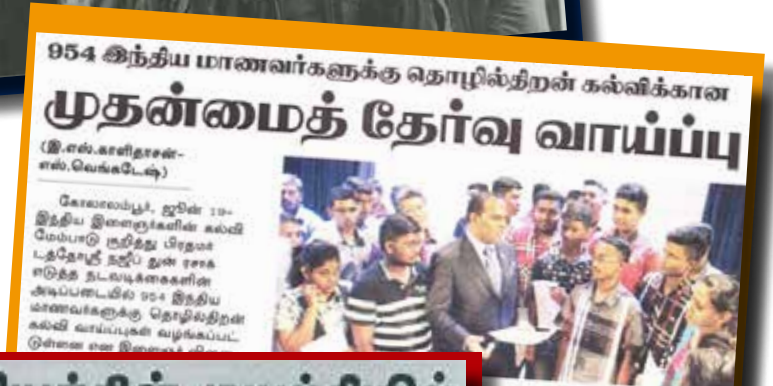 954 இந்திய மாணவர்களுக்கு தொழில்திறன் கல்விக்கான
முதன்மைத் தேர்வு வாய்ப்பு
(இ.எஸ்.காளிதாசன்-
எஸ்.வெங்கடேஷ்)
கோலாலம்பூர், ஜூன் 19-
இந்திய இளைஞர்களின் கல்வி
மேம்பாடு குறித்து பிரதமர்
டத்தோஸ்ரீ நஜிப் துன் ரசாக்
எடுத்த நடவடிக்கைகளின்
அடிப்படையில் 954 இந்திய
மாணவர்களுக்கு தொழில்திறன்
கல்வி வாய்ப்புகள் வழங்கப்பட்
டுள்ளன என இளைஞர்